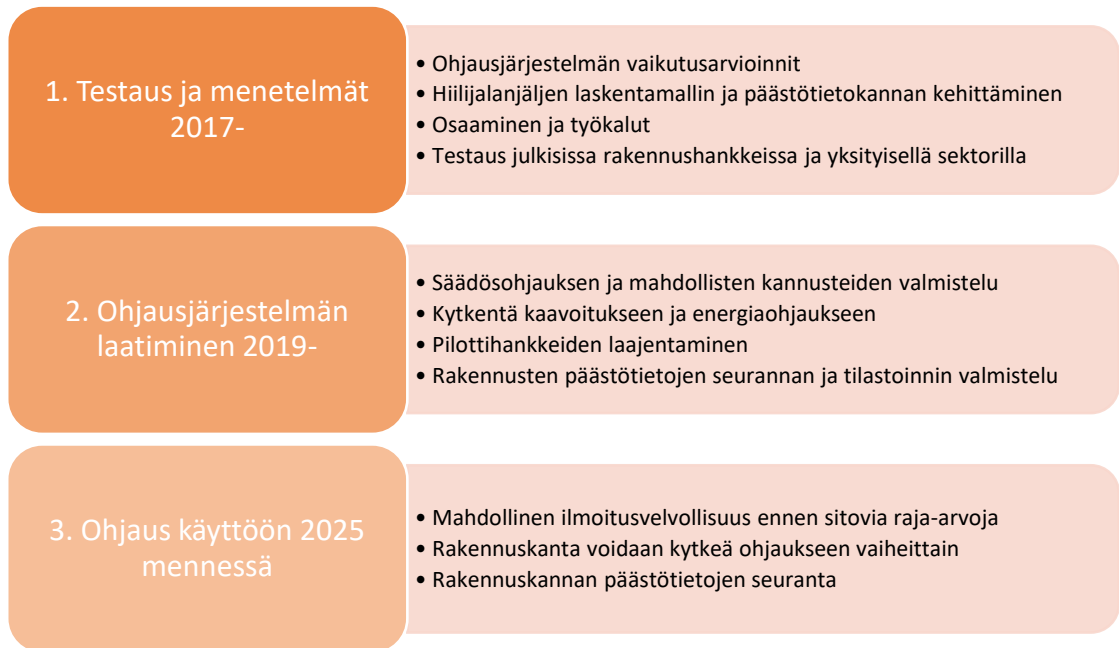 1. Testaus ja menetelmät
2017-
• Ohjausjärjestelmän vaikutusarvioinnit
• Hiilijalanjäljen laskentamallin ja päästötietokannan kehittäminen
• Osaaminen ja työkalut
• Testaus julkisissa rakennushankkeissa ja yksityisellä sektorilla
2. Ohjausjärjestelmän
laatiminen 2019-
• Säädösohjauksen ja mahdollisten kannusteiden valmistelu
• Kytkentä kaavoitukseen ja energiaohjaukseen
• Pilottihankkeiden laajentaminen
• Rakennusten päästötietojen seurannan ja tilastoinnin valmistelu
3. Ohjaus käyttöön 2025
mennessä
• Mahdollinen ilmoitusvelvollisuus ennen sitovia raja-arvoja
• Rakennuskanta voidaan kytkeä ohjaukseen vaiheittain
• Rakennuskannan päästötietojen seuranta